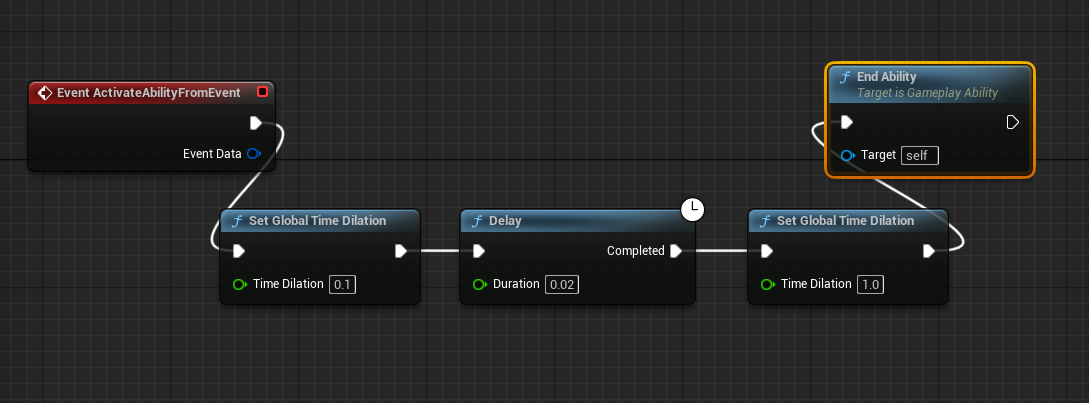 Event ActivateAbilityFromEvent
Event Data
Set Global Time Dilation
Time Dilation 0.1
Delay
Completed
Duration 0.02
Set Global Time Dilation
Time Dilation 1.0
End Ability
Target is Gameplay Ability
Target self